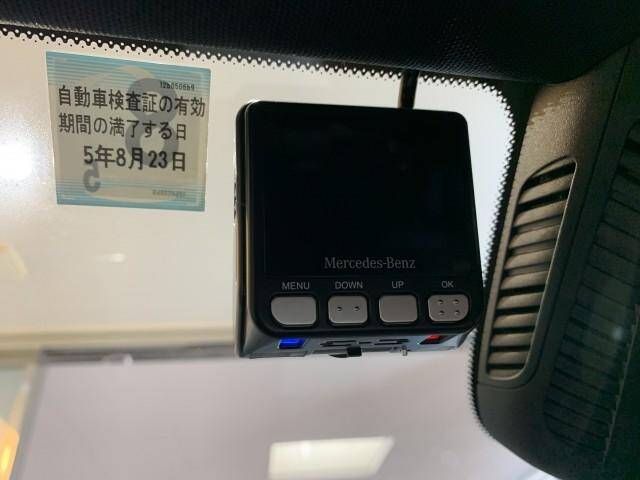 自動車検査証の有効
期間の満了する日
5年8月23日
Mercedes-Benz
MENU DOWN UP OK